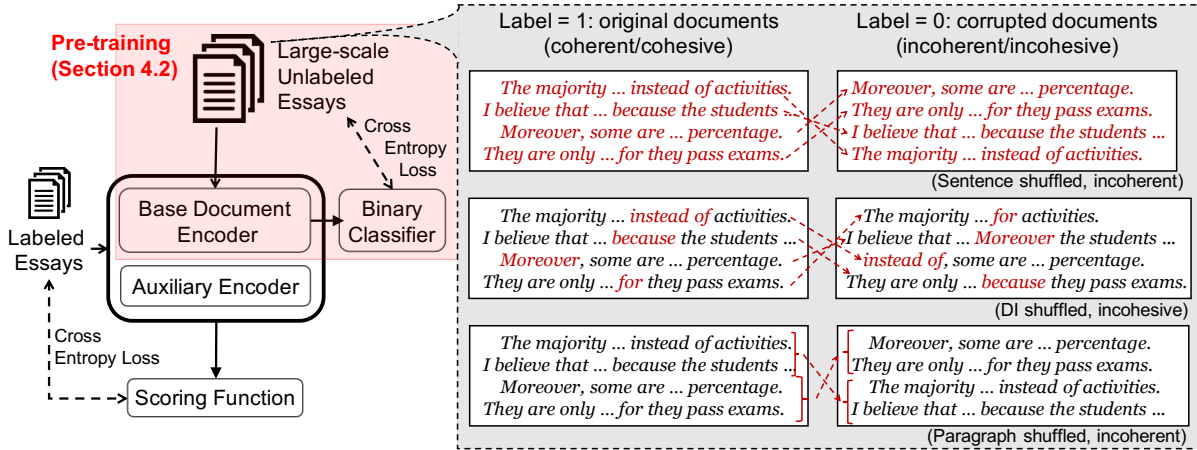 Pre-training
(Section 4.2)
Large-scale
Unlabeled
Essays
Cross
Entropy
Loss
Base Document
Encoder
Binary
Classifier
Labeled
Essays
Auxiliary Encoder
Cross
Entropy Loss
Scoring Function
Label = 1: original documents
(coherent/cohesive)
Label = 0: corrupted documents
(incoherent/incohesive)
The majority ... instead of activities.
I believe that ... because the students ...
Moreover, some are ... percentage.
They are only ... for they pass exams.
Moreover, some are ... percentage.
They are only ... for they pass exams.
I believe that ... because the students ...
The majority ... instead of activities.
(Sentence shuffled, incoherent)
The majority ... instead of activities.
I believe that ... because the students ...
Moreover, some are ... percentage.
They are only ... for they pass exams.
The majority ... for activities.
I believe that ... Moreover the students ...
instead of, some are ... percentage.
They are only ... because they pass exams.
(DI shuffled, incohesive)
The majority ... instead of activities.
I believe that ... because the students ...
Moreover, some are ... percentage.
They are only ... for they pass exams.
Moreover, some are ... percentage.
They are only ... for they pass exams.
The majority ... instead of activities.
I believe that ... because the students ...
(Paragraph shuffled, incoherent)